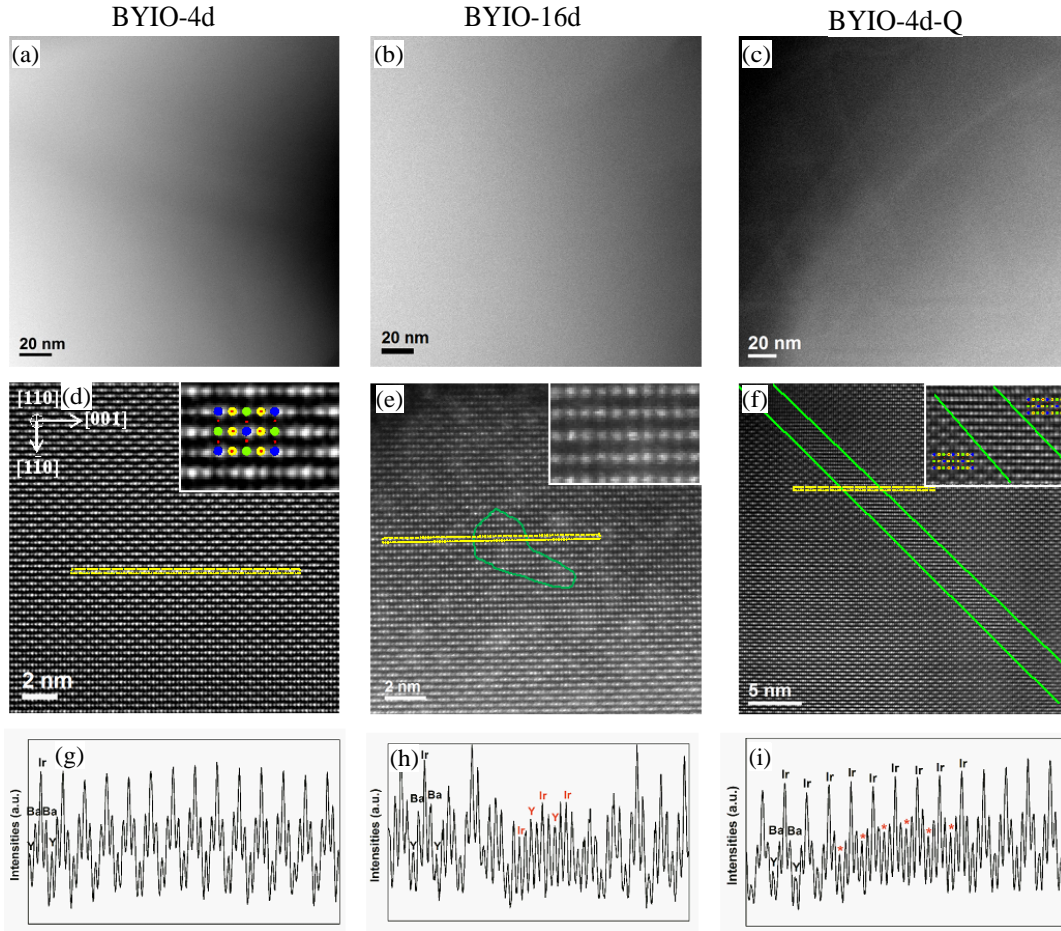 BYIO-4d BYIO-16d BYIO-4d-Q
(a) (b) (c)
20 nm 20 nm 20 nm
[110] (d) (e) (f)
[001]
[110]
2 nm 2 nm 5 nm
(g) (h) (i)
Intensities (a.u.) Y Ba Ir Ba Y
Intensities (a.u.) Ba Y Ir Ba Y Ir Y Ir Y Ir
Intensities (a.u.) Y Ba Ir Ba Y Ir Ir Ir Ir Ir Ir Ir Ir * * * * * *